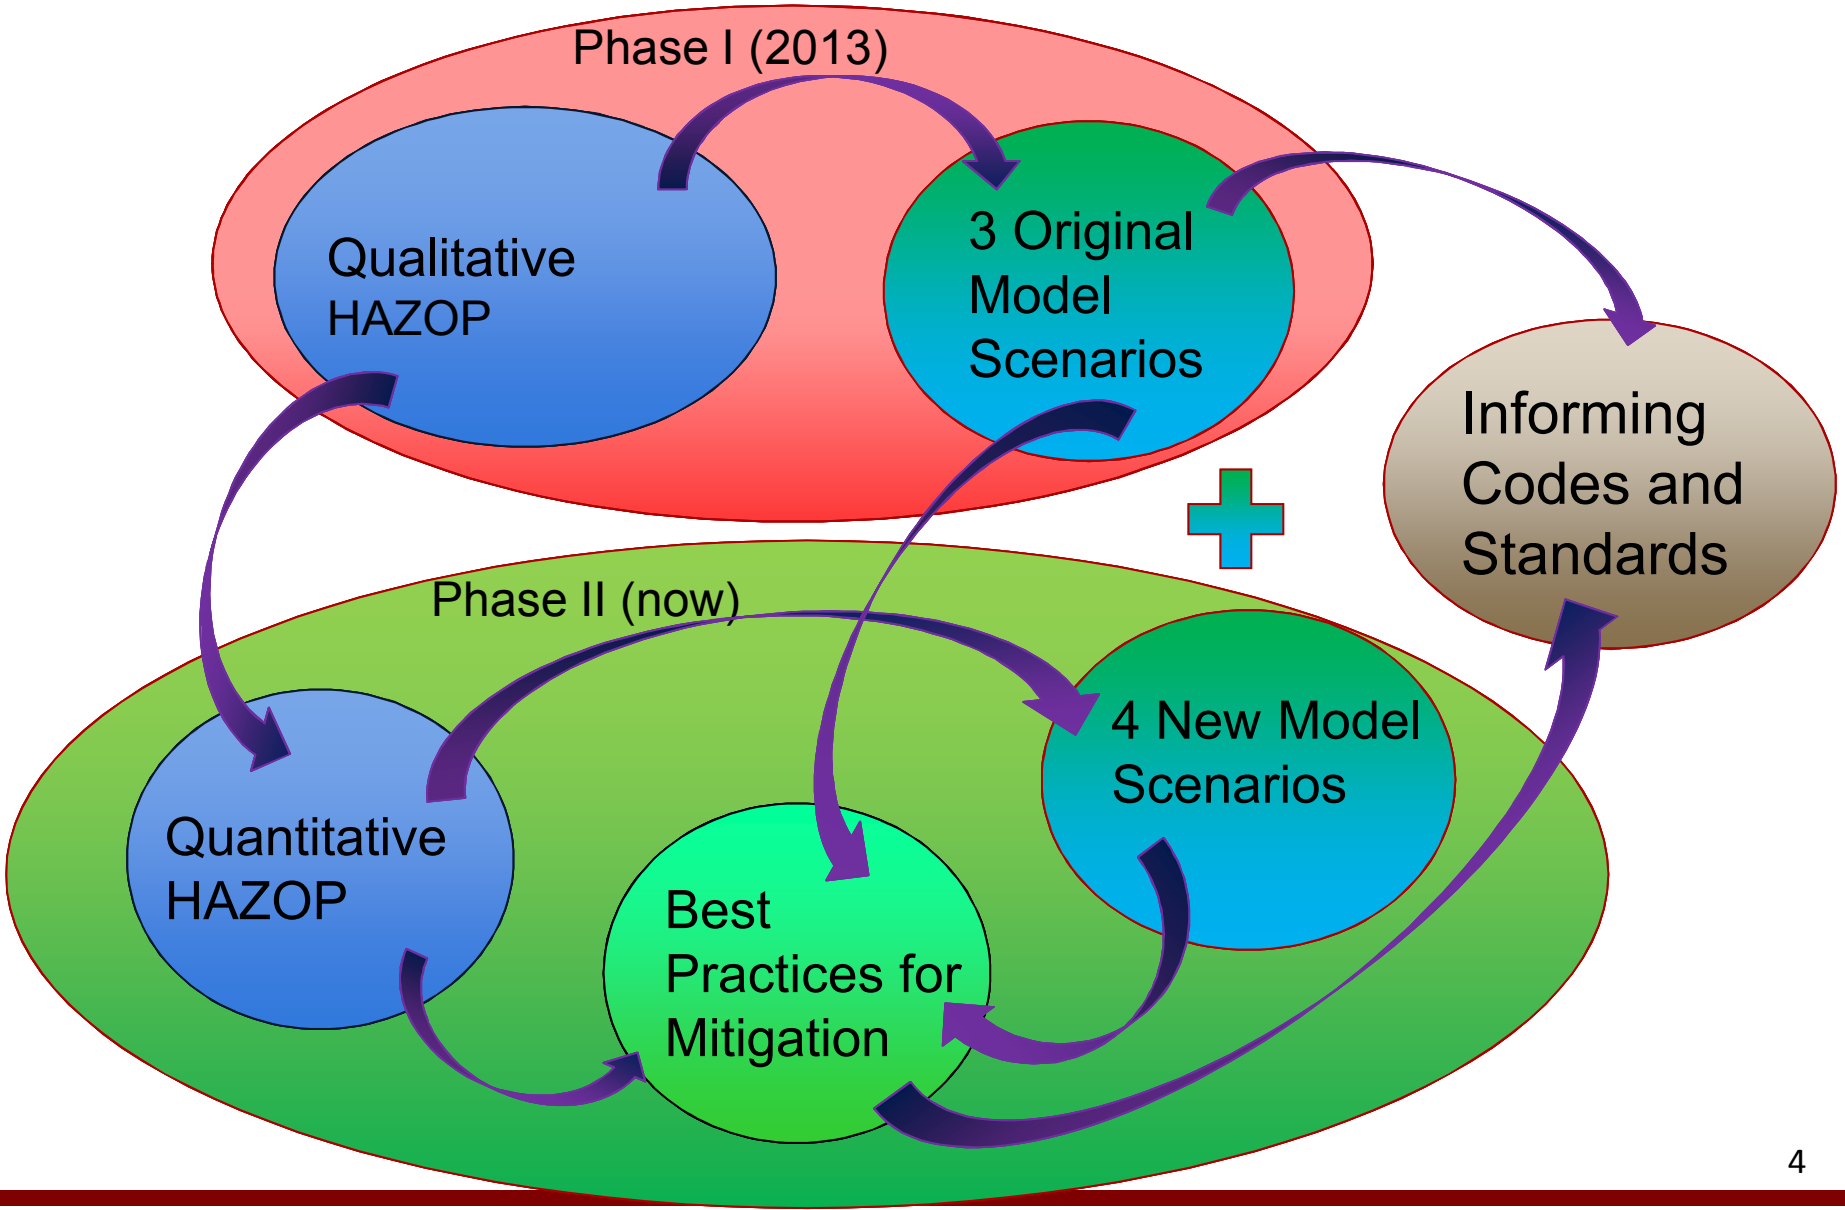 Phase I (2013)
Qualitative
HAZOP
3 Original
Model
Scenarios
Informing
Codes and
Standards
Phase II (now)
4 New Model
Scenarios
Quantitative
HAZOP
Best
Practices for
Mitigation
4